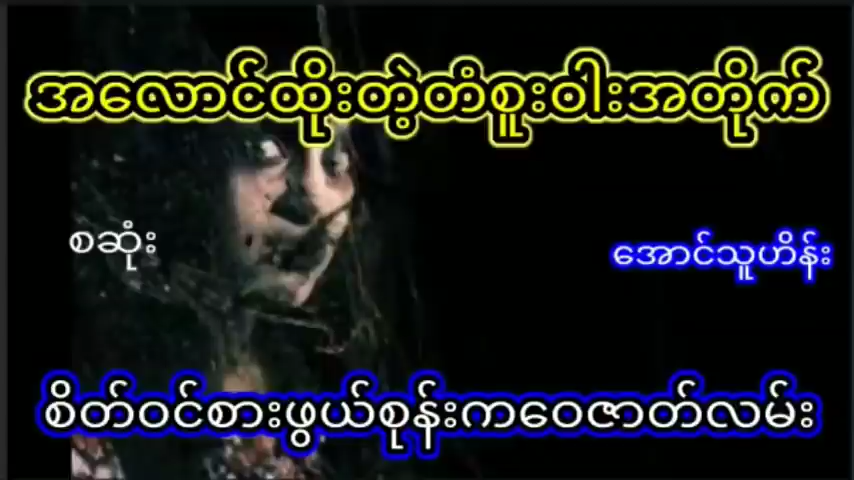 အလောင်ထိုးတဲ့တံစူးဝါးအတိုက်
စဆုံး
အောင်သူဟိန်း
စိတ်ဝင်စားဖွယ်စုန်းကဝေဇာတ်လမ်း